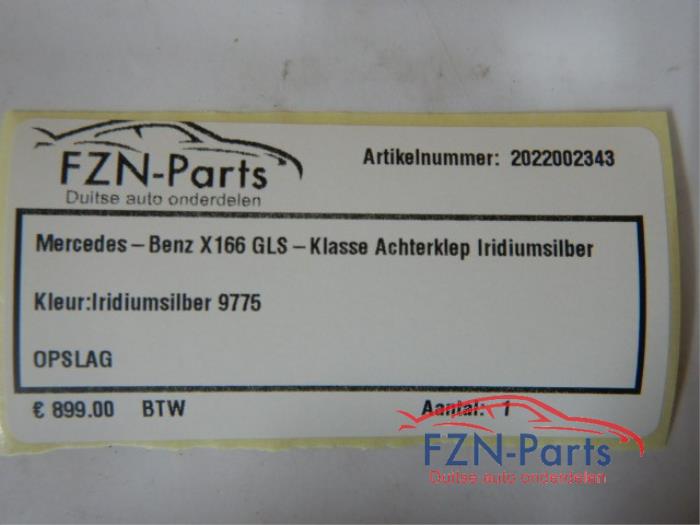 FZN-Parts
Duitse auto onderdelen
Artikelnummer: 2022002343
Mercedes – Benz X166 GLS – Klasse Achterklep Iridiumsilber
Kleur:Iridiumsilber 9775
OPSLAG
€ 899.00 BTW Aantal: 1
FZN-Parts
Duitse auto onderdelen